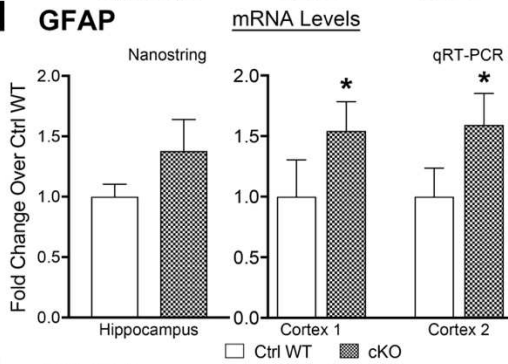 GFAP
mRNA Levels
Nanostring
qRT-PCR
Fold Change Over Ctrl WT
2.0
1.5
1.0
0.5
0.0
2.0
1.5
1.0
0.5
0.0
*
*
Hippocampus
Cortex 1
Cortex 2
Ctrl WT
cKO